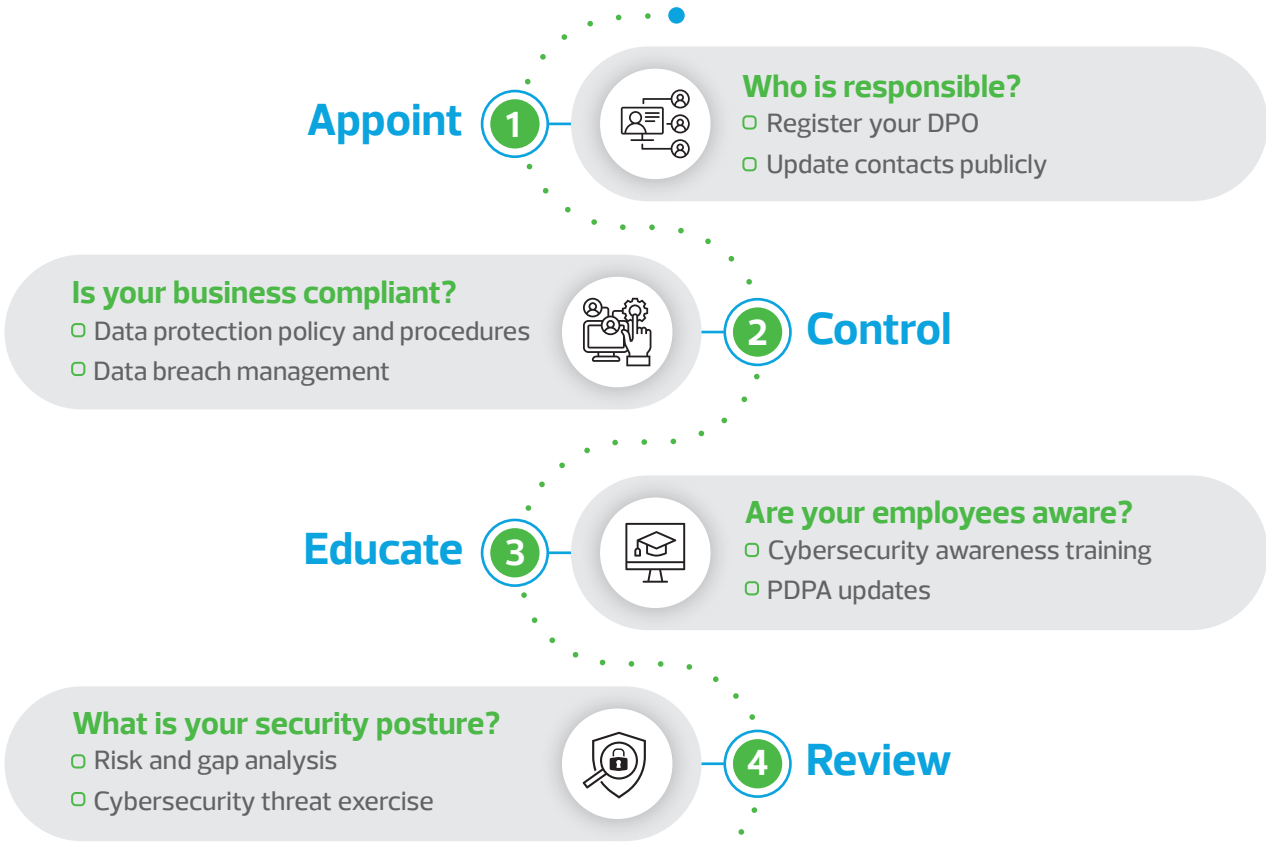 Appoint
1
Who is responsible?
Register your DPO
Update contacts publicly
Is your business compliant?
Data protection policy and procedures
Data breach management
2
Control
Educate
3
Are your employees aware?
Cybersecurity awareness training
PDPA updates
What is your security posture?
Risk and gap analysis
Cybersecurity threat exercise
4
Review